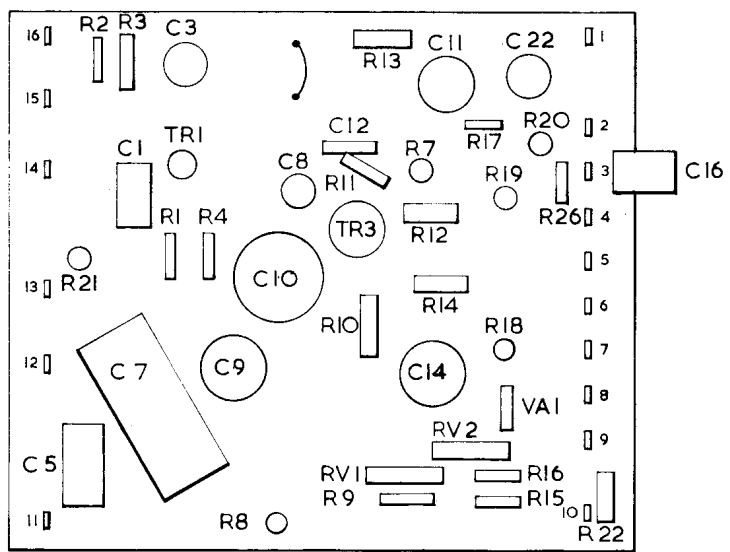 16
R2
R3
C3
R13
C11
C22
1
15
C12
R17
R20
2
14
C1
TR1
C8
R11
R7
R19
R26
3
C16
4
R1
R4
TR3
R12
R21
5
13
C10
R14
R10
6
R18
7
12
C7
C9
C14
VA1
8
RV2
9
C5
RV1
R16
R9
R15
11
R8
10
R22